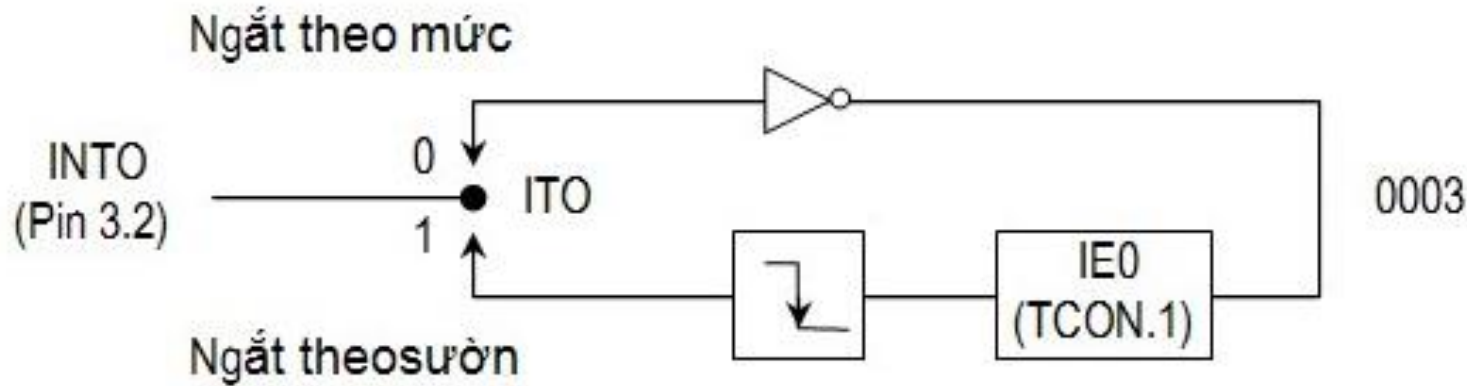 Ngắt theo mức
INTO
(Pin 3.2)
0
ITO
1
0003
IE0
(TCON.1)
Ngắt theosườn